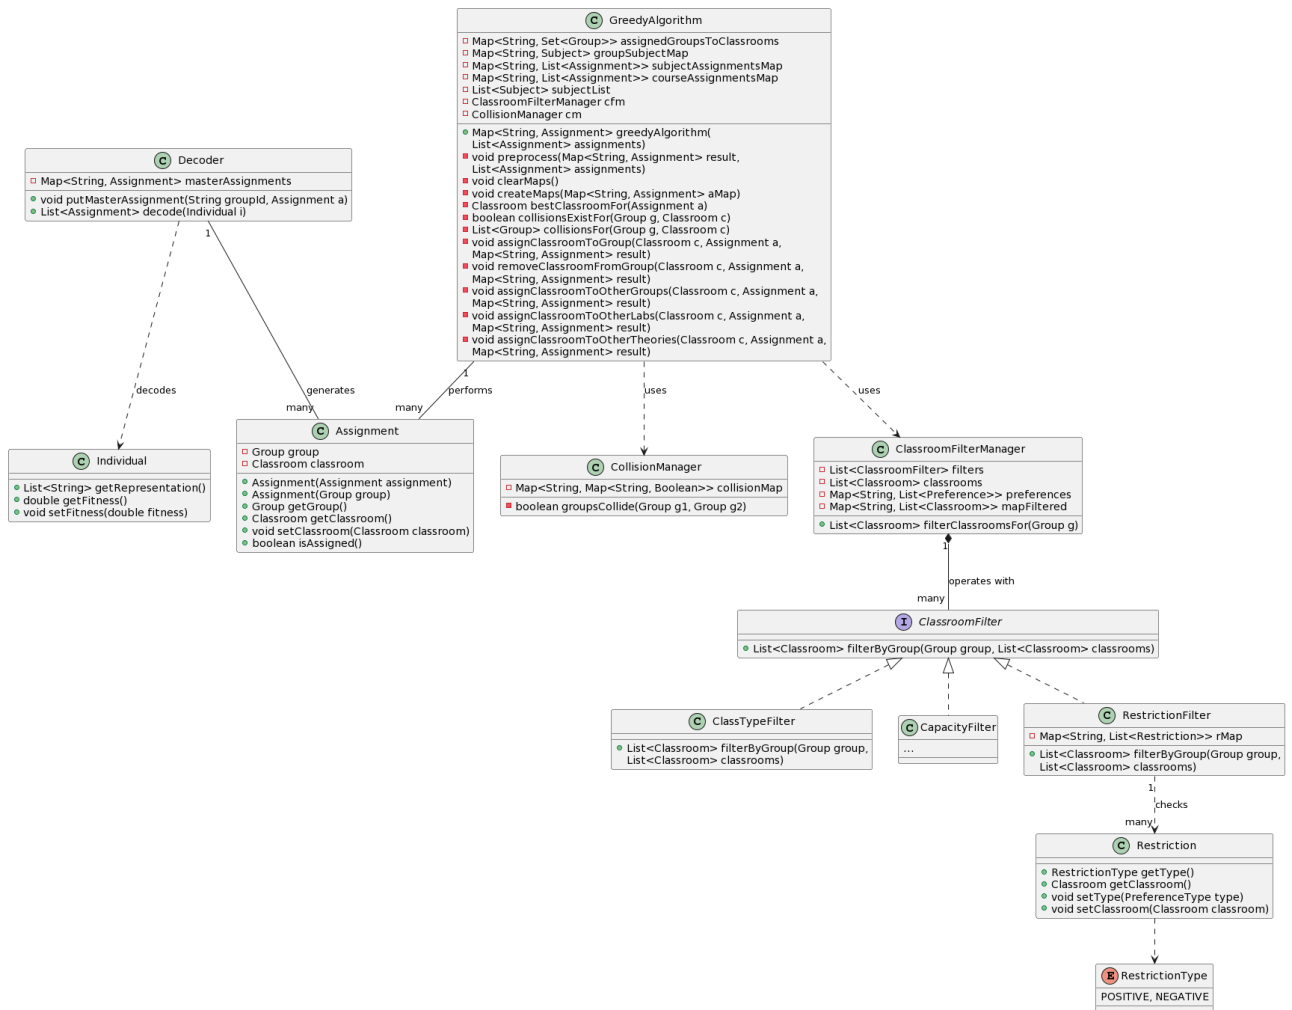 C GreedyAlgorithm
Map<String, Set<Group>> assignedGroupsToClassrooms
Map<String, Subject> groupSubjectMap
Map<String, List<Assignment>> subjectAssignmentsMap
Map<String, List<Assignment>> courseAssignmentsMap
List<Subject> subjectList
ClassroomFilterManager cfm
CollisionManager cm
Map<String, Assignment> greedyAlgorithm(
List<Assignment> assignments)
void preprocess(Map<String, Assignment> result,
List<Assignment> assignments)
void clearMaps()
void createMaps(Map<String, Assignment> aMap)
Classroom bestClassroomFor(Assignment a)
boolean collisionsExistFor(Group g, Classroom c)
List<Group> collisionsFor(Group g, Classroom c)
void assignClassroomToGroup(Classroom c, Assignment a,
Map<String, Assignment> result)
void removeClassroomFromGroup(Classroom c, Assignment a,
Map<String, Assignment> result)
void assignClassroomToOtherGroups(Classroom c, Assignment a,
Map<String, Assignment> result)
void assignClassroomToOtherLabs(Classroom c, Assignment a,
Map<String, Assignment> result)
void assignClassroomToOtherTheories(Classroom c, Assignment a,
Map<String, Assignment> result)
C Decoder
Map<String, Assignment> masterAssignments
void putMasterAssignment(String groupId, Assignment a)
List<Assignment> decode(Individual i)
1
1
decodes
generates
performs
uses
uses
many
many
C Individual
List<String> getRepresentation()
double getFitness()
void setFitness(double fitness)
C Assignment
Group group
Classroom classroom
Assignment(Assignment assignment)
Assignment(Group group)
Group getGroup()
Classroom getClassroom()
void setClassroom(Classroom classroom)
boolean isAssigned()
C CollisionManager
Map<String, Map<String, Boolean>> collisionMap
boolean groupsCollide(Group g1, Group g2)
C ClassroomFilterManager
List<ClassroomFilter> filters
List<Classroom> classrooms
Map<String, List<Preference>> preferences
Map<String, List<Classroom>> mapFiltered
List<Classroom> filterClassroomsFor(Group g)
1
operates with
many
I ClassroomFilter
List<Classroom> filterByGroup(Group group, List<Classroom> classrooms)
C ClassTypeFilter
List<Classroom> filterByGroup(Group group,
List<Classroom> classrooms)
C CapacityFilter
...
C RestrictionFilter
Map<String, List<Restriction>> rMap
List<Classroom> filterByGroup(Group group,
List<Classroom> classrooms)
1
checks
many
C Restriction
RestrictionType getType()
Classroom getClassroom()
void setType(PreferenceType type)
void setClassroom(Classroom classroom)
E RestrictionType
POSITIVE, NEGATIVE